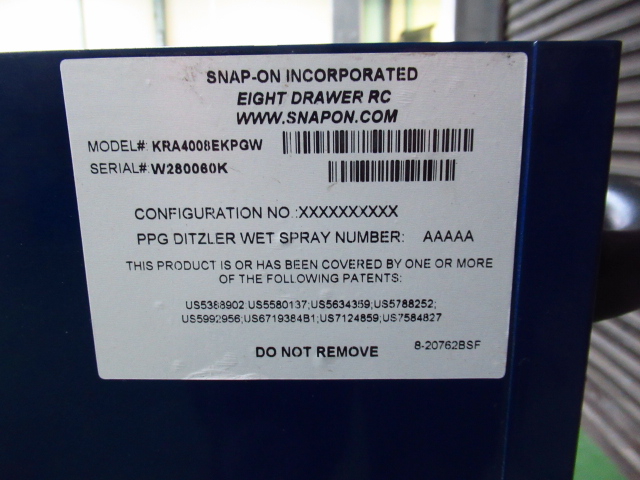 SNAP-ON INCORPORATED
EIGHT DRAWER RC
WWW.SNAPON.COM
MODEL#: KRA4008EKPGW
SERIAL#: W280060K
CONFIGURATION NO.:XXXXXXXXXX
PPG DITZLER WET SPRAY NUMBER: AAAAA
THIS PRODUCT IS OR HAS BEEN COVERED BY ONE OR MORE
OF THE FOLLOWING PATENTS:
US5388902;US5580137;US5634369;US5788252;
US5992956;US6719384B1;US7124859;US7584827
DO NOT REMOVE
8-20762BSF